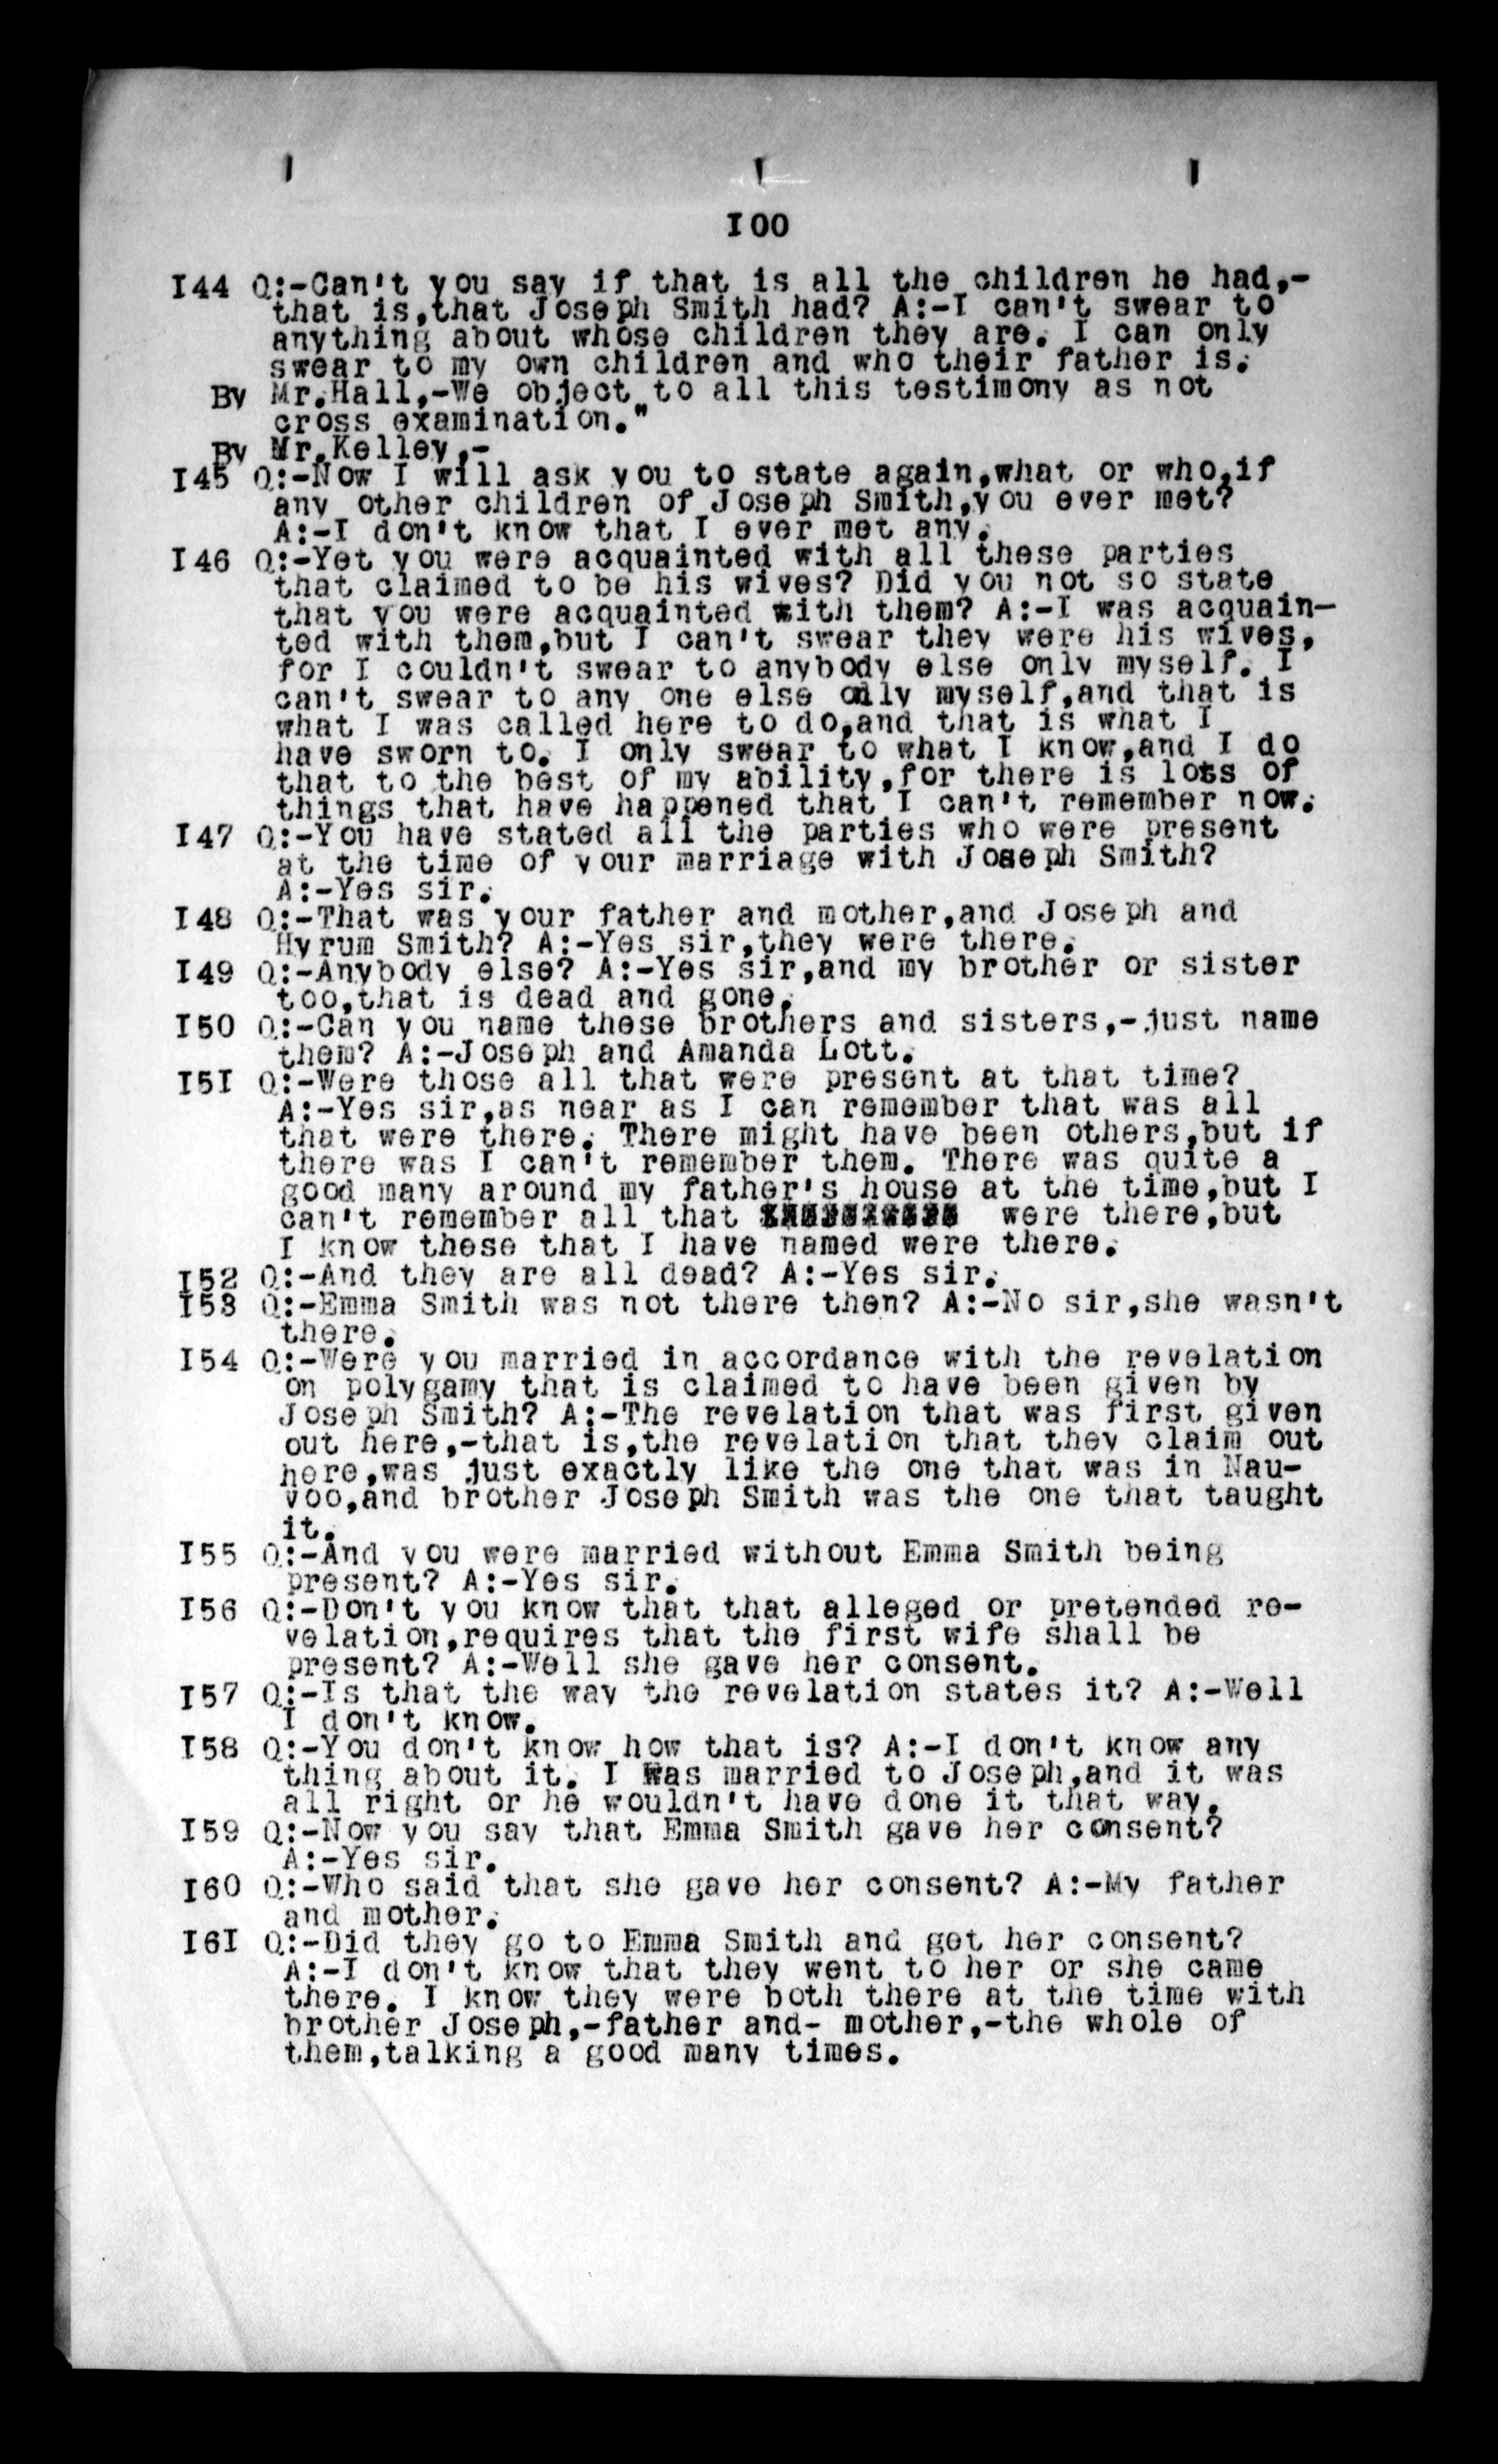 I00
I44 Q:-Can't you say if that is all the children he had,-
that is,that Joseph Smith had? A:-I can't swear to
anything about whose children they are. I can only
swear to my own children and who their father is.
By Mr.Hall,-We object to all this testimony as not
cross examination."
By Mr.Kelley,-
I45 Q:-Now I will ask you to state again,what or who,if
any other children of Joseph Smith,you ever met?
A:-I don't know that I ever met any.
I46 Q:-Yet you were acquainted with all these parties
that claimed to be his wives? Did you not so state
that you were acquainted with them? A:-I was acquain-
ted with them,but I can't swear they were his wives,
for I couldn't swear to anybody else only myself. I
can't swear to any one else only myself,and that is
what I was called here to do,and that is what I
have sworn to. I only swear to what I know,and I do
that to the best of my ability,for there is lots of
things that have happened that I can't remember now.
I47 Q:-You have stated all the parties who were present
at the time of your marriage with Joseph Smith?
A:-Yes sir.
I48 Q:-That was your father and mother,and Joseph and
Hyrum Smith? A:-Yes sir,they were there.
I49 Q:-Anybody else? A:-Yes sir,and my brother or sister
too,that is dead and gone.
I50 Q:-Can you name these brothers and sisters,-just name
them? A:-Joseph and Amanda Lott.
I5I Q:-Were those all that were present at that time?
A:-Yes sir,as near as I can remember that was all
that were there. There might have been others,but if
there was I can't remember them. There was quite a
good many around my father's house at the time,but I
can't remember all that were there,but
I know these that I have named were there.
I52 Q:-And they are all dead? A:-Yes sir.
I53 Q:-Emma Smith was not there then? A:-No sir,she wasn't
there.
I54 Q:-Were you married in accordance with the revelation
on polygamy that is claimed to have been given by
Joseph Smith? A:-The revelation that was first given
out here,-that is,the revelation that they claim out
here,was just exactly like the one that was in Nau-
voo,and brother Joseph Smith was the one that taught
it.
I55 Q:-And you were married without Emma Smith being
present? A:-Yes sir.
I56 Q:-Don't you know that that alleged or pretended re-
velation,requires that the first wife shall be
present? A:-Well she gave her consent.
I57 Q:-Is that the way the revelation states it? A:-Well
I don't know.
I58 Q:-You don't know how that is? A:-I don't know any
thing about it. I was married to Joseph,and it was
all right or he wouldn't have done it that way.
I59 Q:-Now you say that Emma Smith gave her consent?
A:-Yes sir.
I60 Q:-Who said that she gave her consent? A:-My father
and mother.
I6I Q:-Did they go to Emma Smith and get her consent?
A:-I don't know that they went to her or she came
there. I know they were both there at the time with
brother Joseph,-father and- mother,-the whole of
them,talking a good many times.